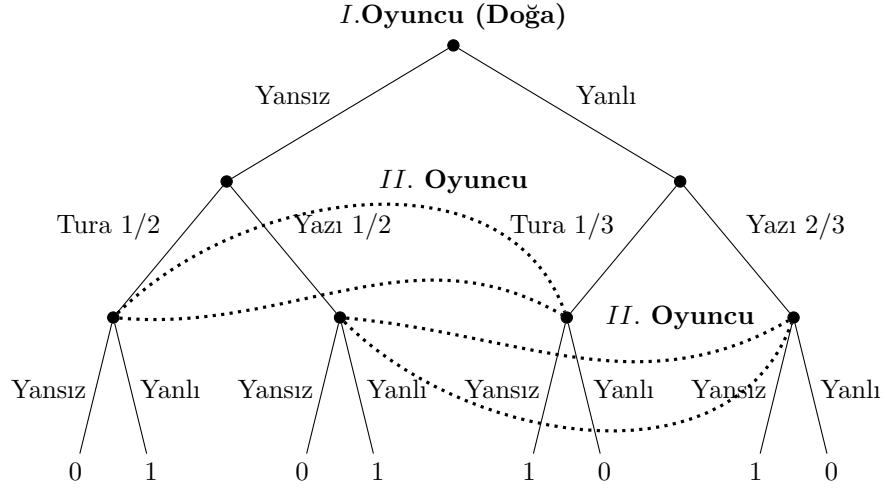 I.Oyuncu (Doğa)
Yansız Yanlı
II. Oyuncu
Tura 1/2 Yazı 1/2 Tura 1/3 Yazı 2/3
II. Oyuncu
Yansız Yanlı Yansız Yanlı Yansız Yanlı Yansız Yanlı
0 1 0 1 1 0 1 0